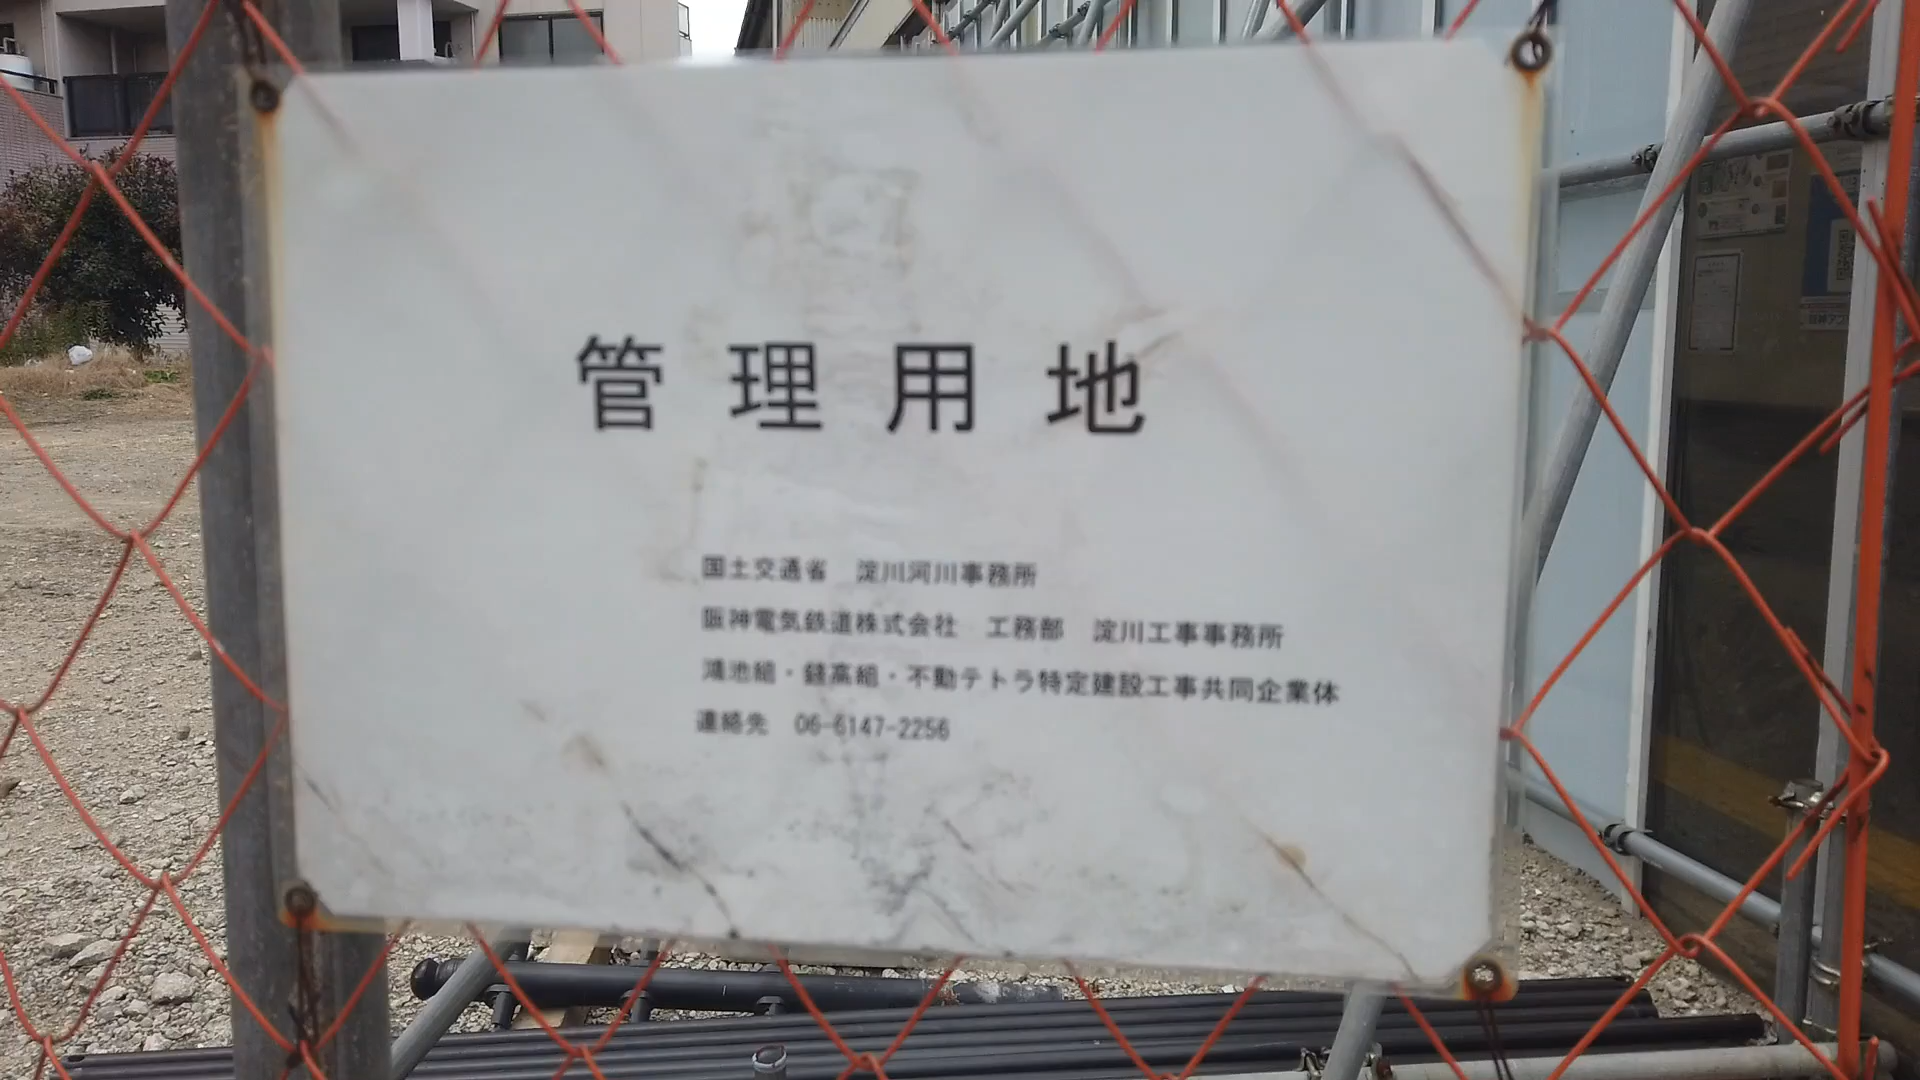 管理用地
国土交通省　淀川河川事務所
阪神電気鉄道株式会社　工務部　淀川工事事務所
鴻池組・錢高組・不動テトラ特定建設工事共同企業体
連絡先　06-6147-2256